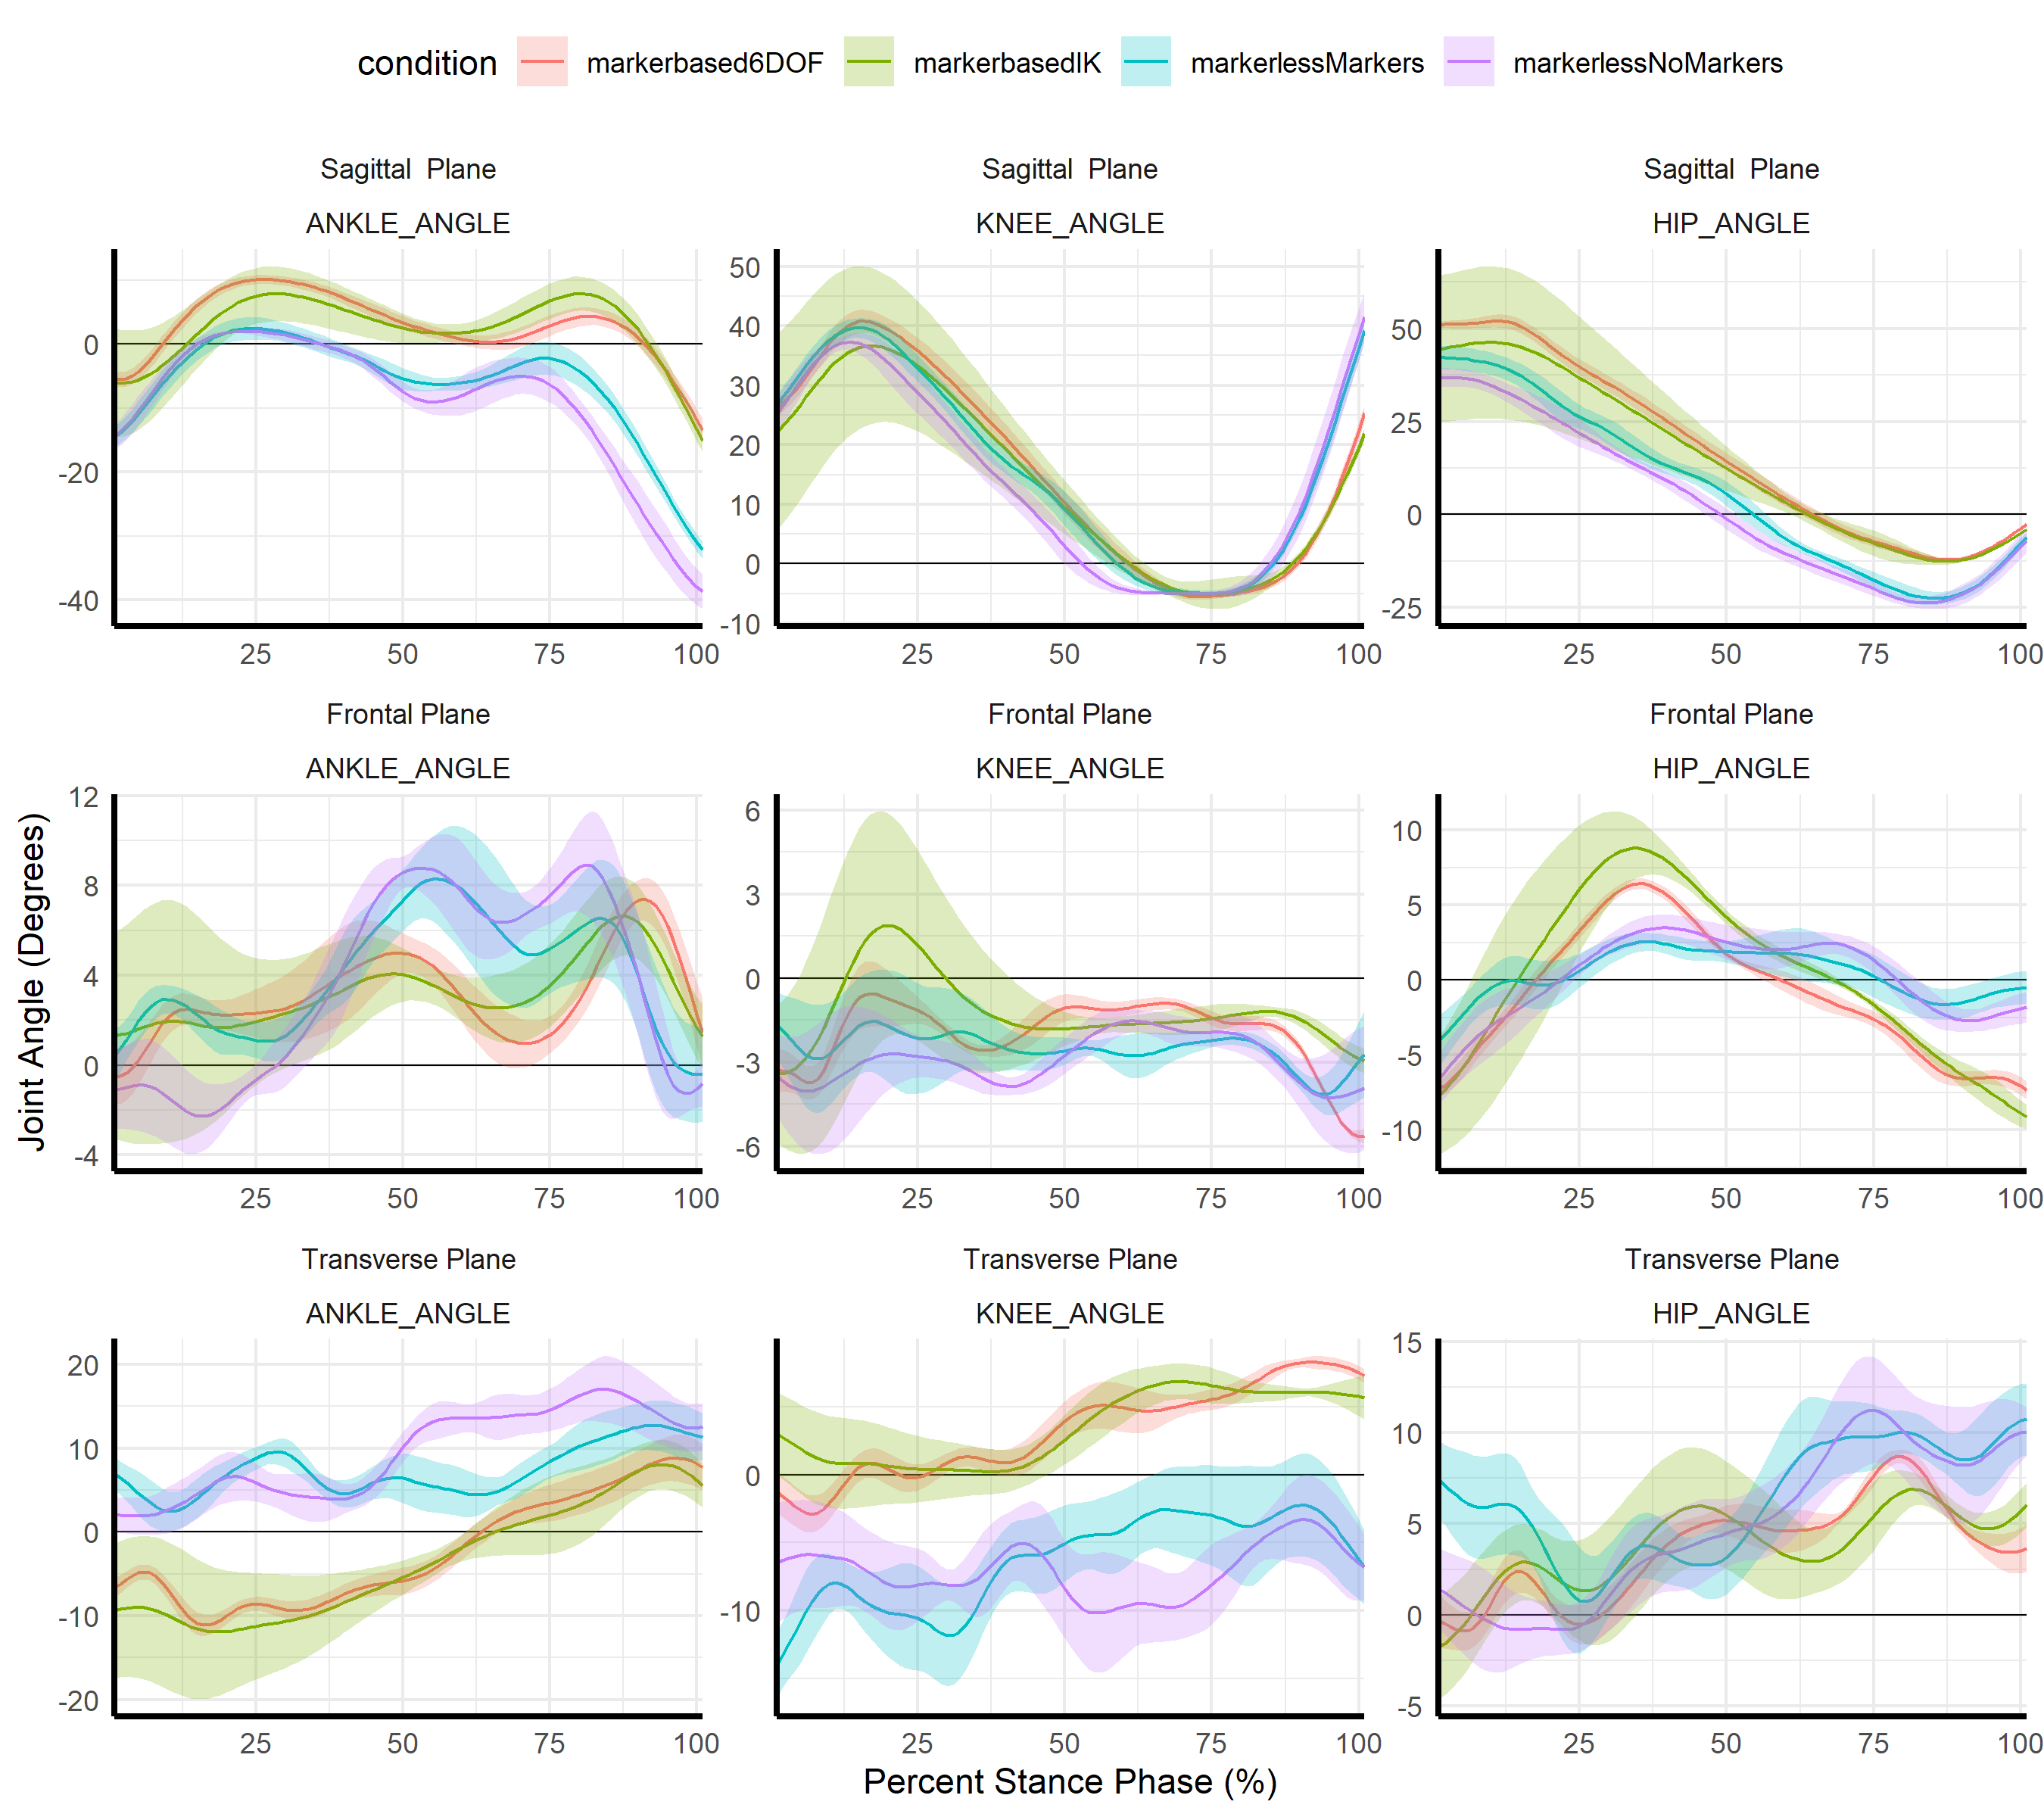 condition markerbased6DOF markerbasedIK markerlessMarkers markerlessNoMarkers
Sagittal  Plane Sagittal  Plane Sagittal  Plane
ANKLE_ANGLE KNEE_ANGLE HIP_ANGLE
0
-20
-40
25 50 75 100
50
40
30
20
10
0
-10
25 50 75 100
50
25
0
-25
25 50 75 100
Frontal Plane Frontal Plane Frontal Plane
ANKLE_ANGLE KNEE_ANGLE HIP_ANGLE
Joint Angle (Degrees)
12
8
4
0
-4
25 50 75 100
6
3
0
-3
-6
25 50 75 100
10
5
0
-5
-10
25 50 75 100
Transverse Plane Transverse Plane Transverse Plane
ANKLE_ANGLE KNEE_ANGLE HIP_ANGLE
20
10
0
-10
-20
25 50 75 100
0
-10
25 50 75 100
15
10
5
0
-5
25 50 75 100
Percent Stance Phase (%)